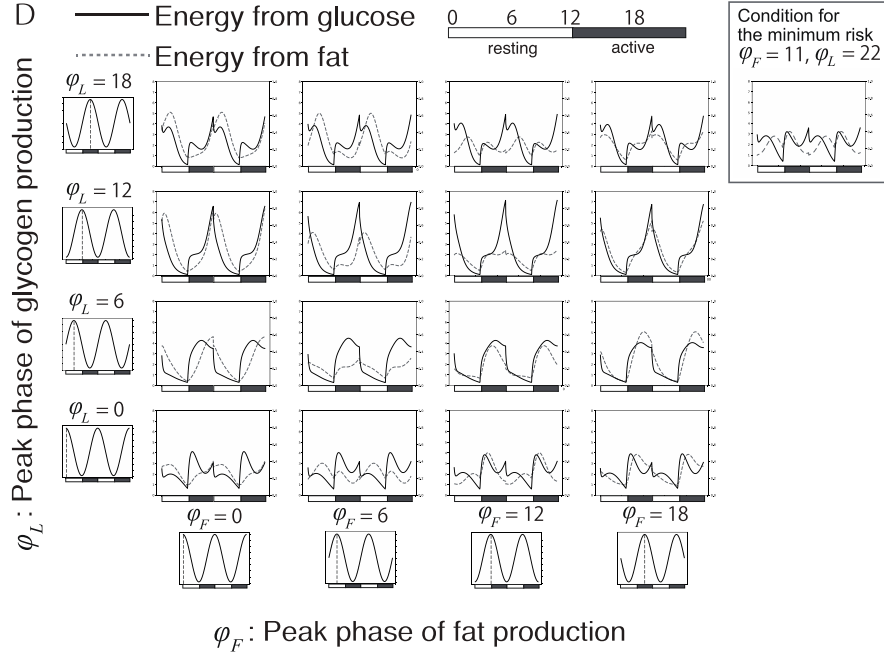 D
Energy from glucose
Energy from fat
0 6 12 18
resting active
Condition for
the minimum risk
φF = 11, φL = 22
φL : Peak phase of glycogen production
φL = 18
φL = 12
φL = 6
φL = 0
φF = 0
φF = 6
φF = 12
φF = 18
φF : Peak phase of fat production